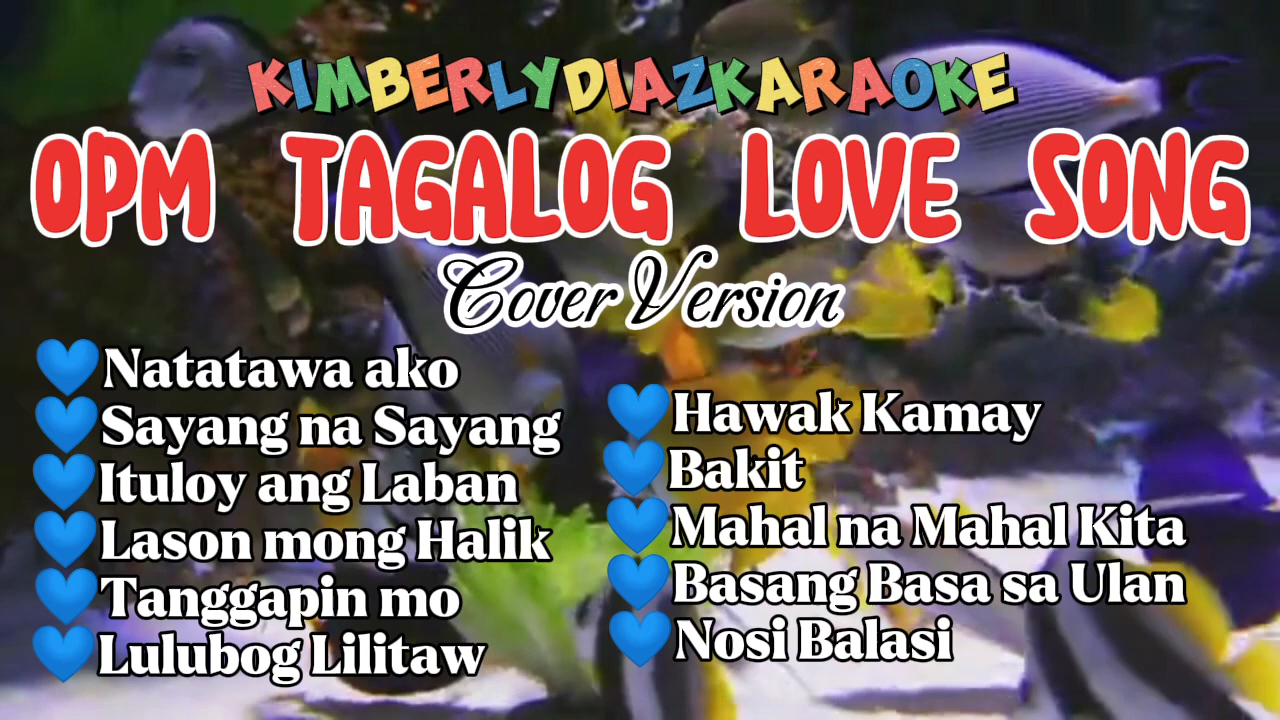 KIMBERLYDIAZKARAOKE
OPM TAGALOG LOVE SONG
Cover Version
💙Natatawa ako
💙Sayang na Sayang
💙Ituloy ang Laban
💙Lason mong Halik
💙Tanggapin mo
💙Lulubog Lilitaw
💙Hawak Kamay
💙Bakit
💙Mahal na Mahal Kita
💙Basang Basa sa Ulan
💙Nosi Balasi